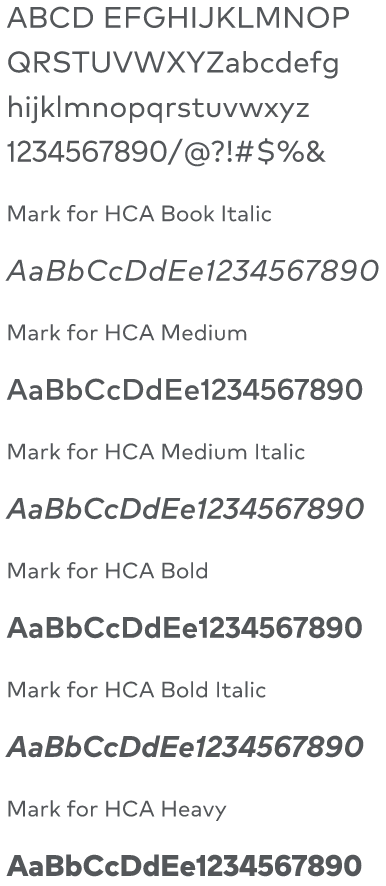 ABCD EFGHIJKLMNOP
QRSTUVWXYZabcdefg
hijklmnopqrstuvwxyz
1234567890/@?!#$%&
Mark for HCA Book Italic
AaBbCcDdEe1234567890
Mark for HCA Medium
AaBbCcDdEe1234567890
Mark for HCA Medium Italic
AaBbCcDdEe1234567890
Mark for HCA Bold
AaBbCcDdEe1234567890
Mark for HCA Bold Italic
AaBbCcDdEe1234567890
Mark for HCA Heavy
AaBbCcDdEe1234567890